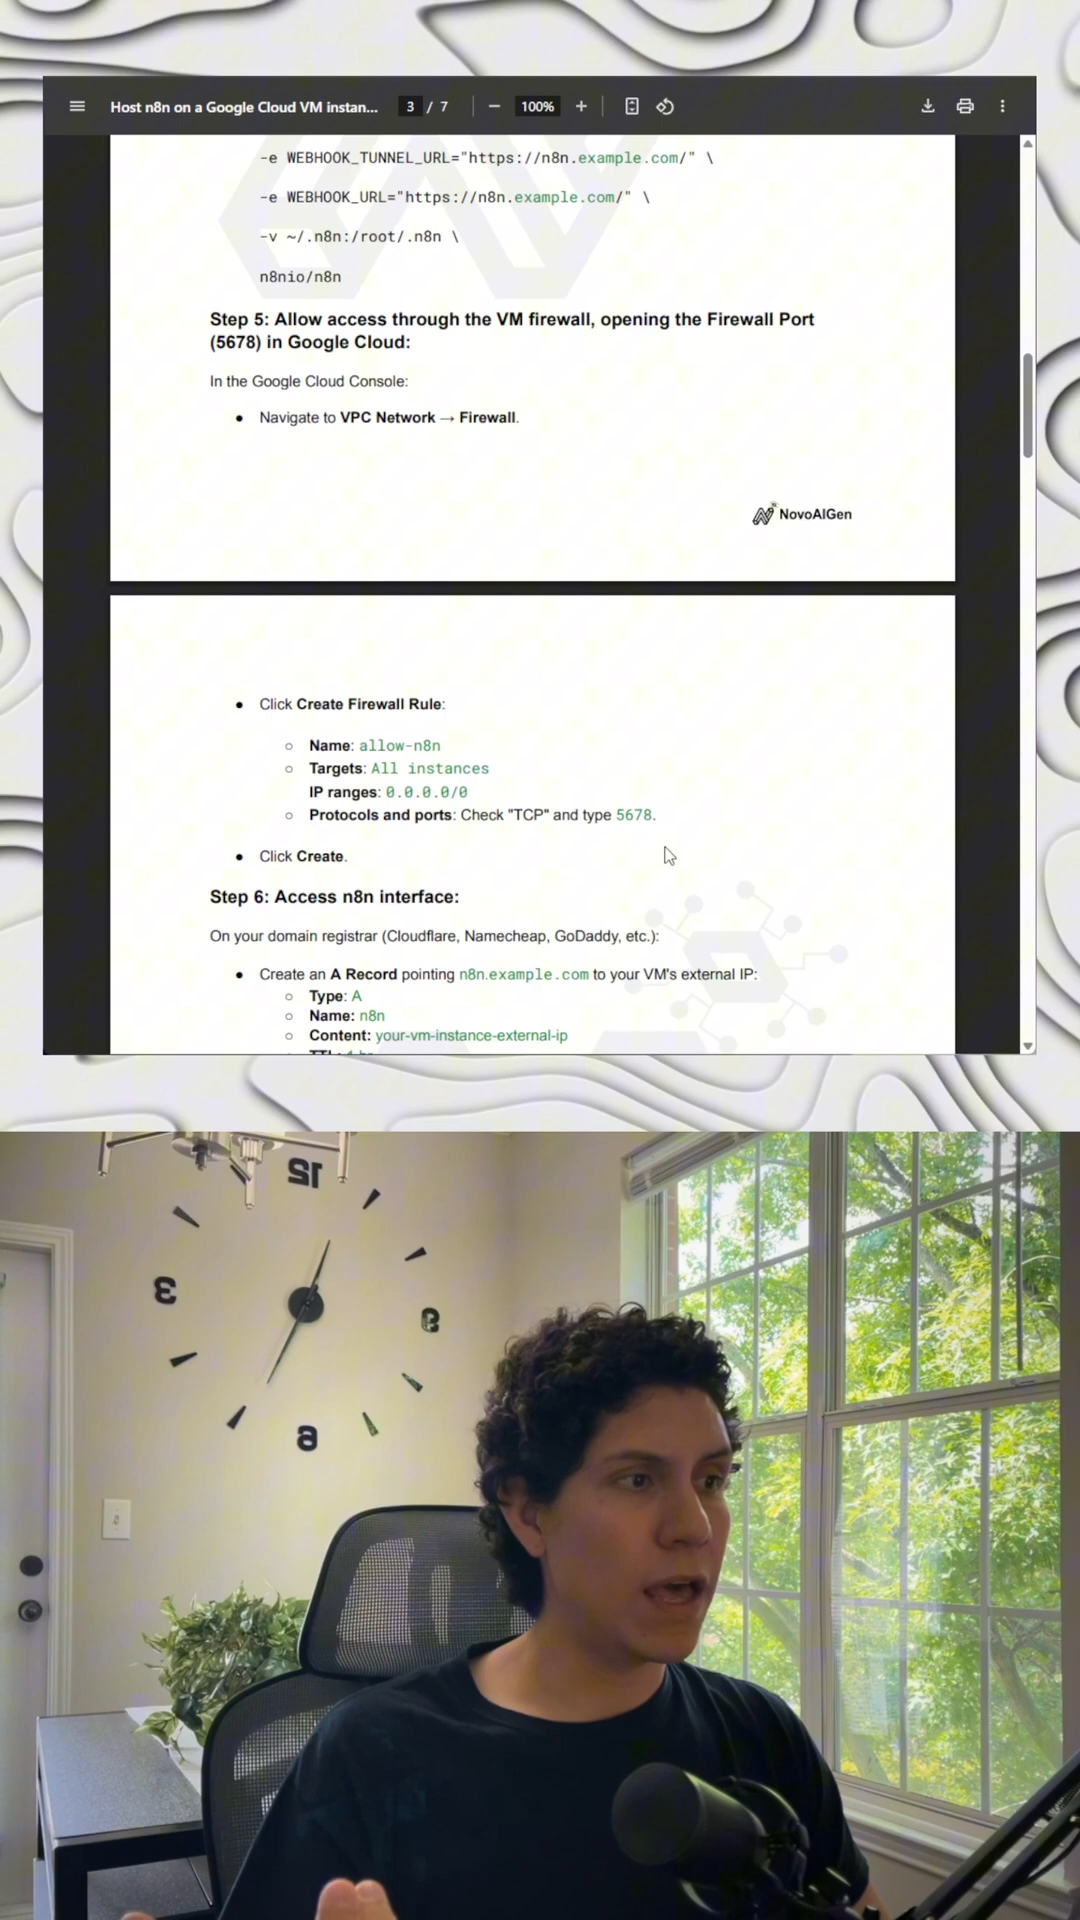 Host n8n on a Google Cloud VM instan...
3 / 7
100%
-e WEBHOOK_TUNNEL_URL="https://n8n.example.com/" \
-e WEBHOOK_URL="https://n8n.example.com/" \
-v ~/.n8n:/root/.n8n \
n8nio/n8n
Step 5: Allow access through the VM firewall, opening the Firewall Port
(5678) in Google Cloud:
In the Google Cloud Console:
● Navigate to VPC Network → Firewall.
NovoAIGen
● Click Create Firewall Rule:
○ Name: allow-n8n
○ Targets: All instances
IP ranges: 0.0.0.0/0
○ Protocols and ports: Check "TCP" and type 5678.
● Click Create.
Step 6: Access n8n interface:
On your domain registrar (Cloudflare, Namecheap, GoDaddy, etc.):
● Create an A Record pointing n8n.example.com to your VM's external IP:
○ Type: A
○ Name: n8n
○ Content: your-vm-instance-external-ip
12
3
9
6